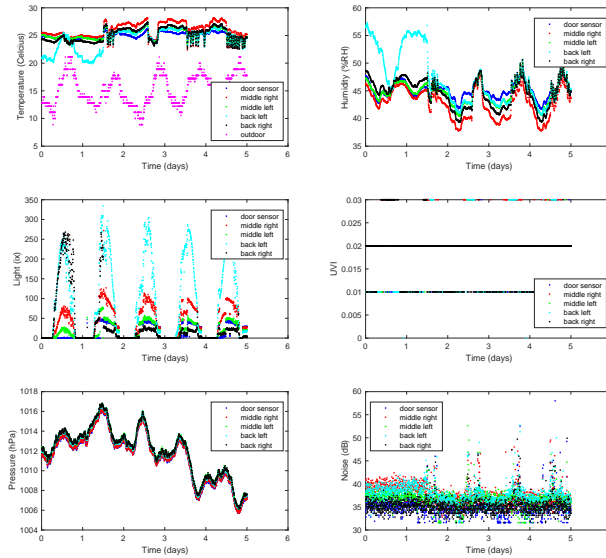 30
25
20
15
10
5
Temperature (Celcius)
door sensor
middle right
middle left
back left
back right
outdoor
0 1 2 3 4 5 6
Time (days)
60
55
50
45
40
35
Humidity (%RH)
door sensor
middle right
middle left
back left
back right
0 1 2 3 4 5 6
Time (days)
350
300
250
200
150
100
50
0
Light (lx)
door sensor
middle right
middle left
back left
back right
0 1 2 3 4 5 6
Time (days)
0.03
0.025
0.02
0.015
0.01
0.005
0
UVI
door sensor
middle right
middle left
back left
back right
0 1 2 3 4 5 6
Time (days)
1018
1016
1014
1012
1010
1008
1006
1004
Pressure (hPa)
door sensor
middle right
middle left
back left
back right
0 1 2 3 4 5 6
Time (days)
60
55
50
45
40
35
30
Noise (dB)
door sensor
middle right
middle left
back left
back right
0 1 2 3 4 5 6
Time (days)